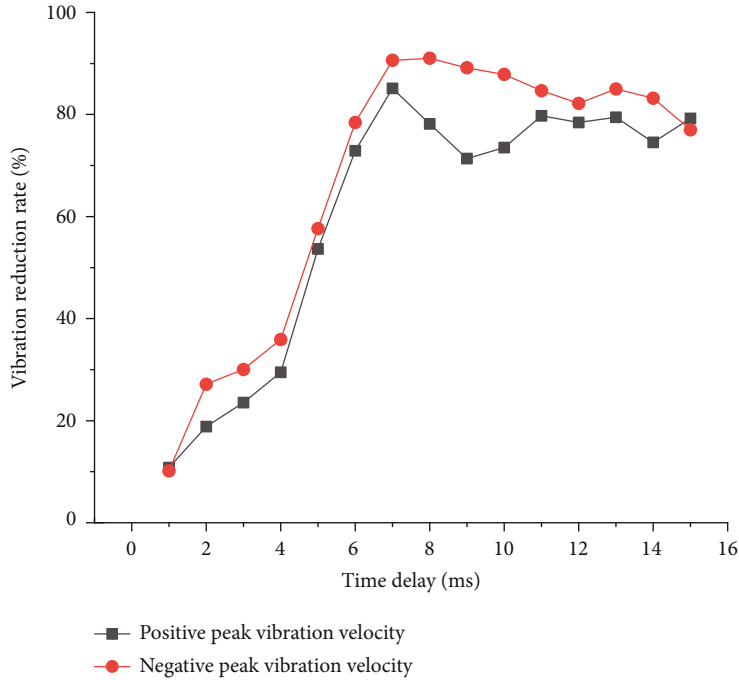 100
80
60
40
20
0
Vibration reduction rate (%)
0 2 4 6 8 10 12 14 16
Time delay (ms)
Positive peak vibration velocity
Negative peak vibration velocity